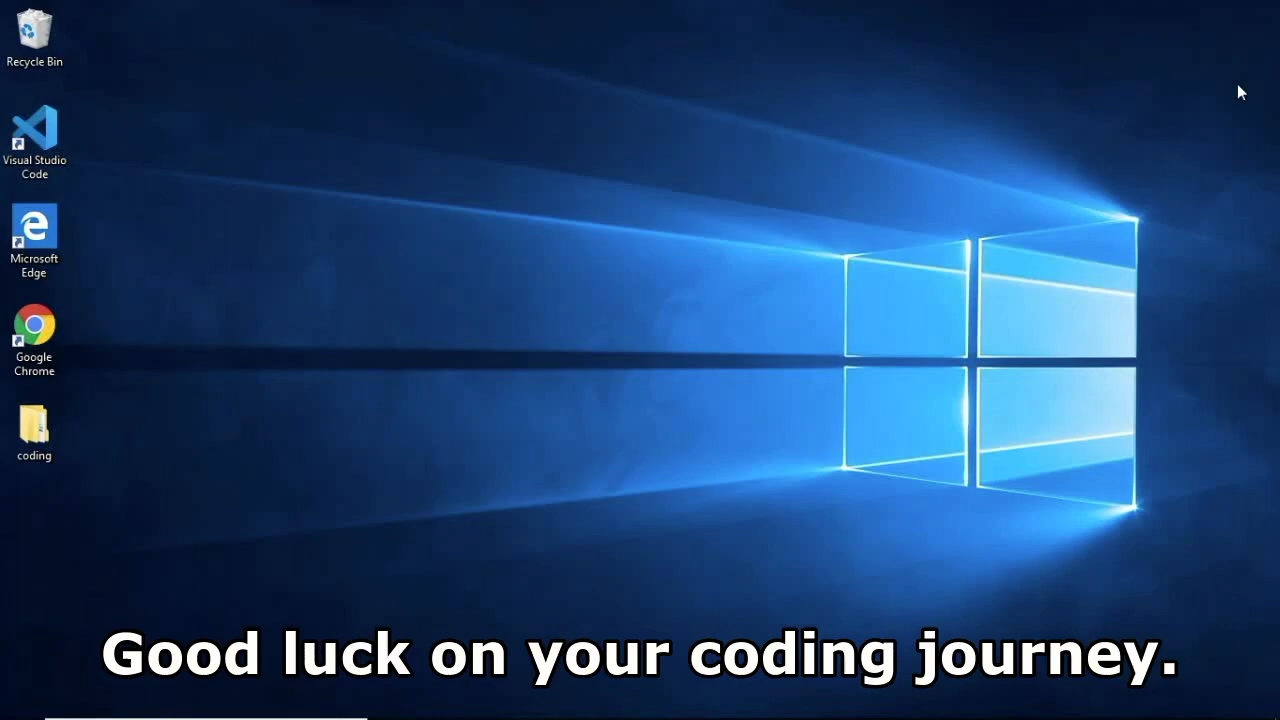 Recycle Bin
Visual Studio
Code
Microsoft
Edge
Google
Chrome
coding
Good luck on your coding journey.